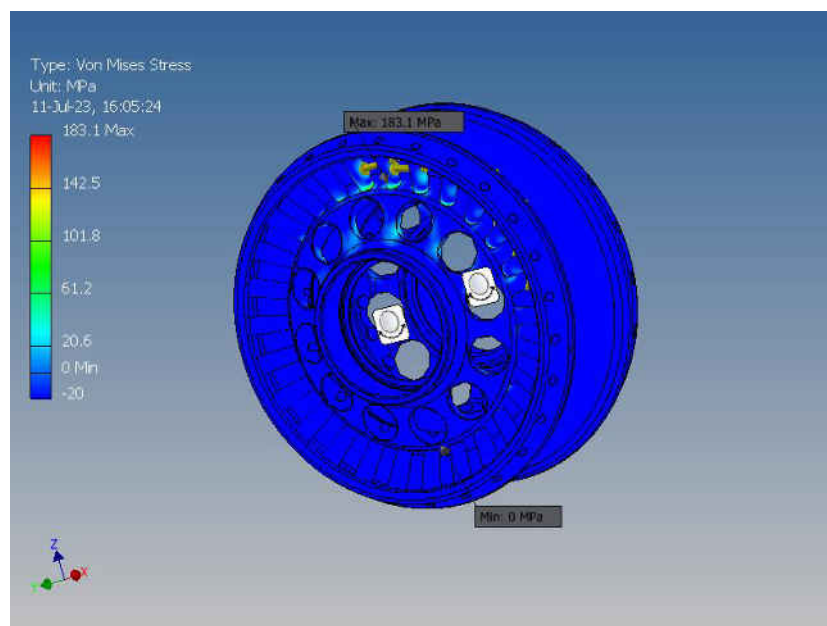 Type: Von Mises Stress
Unit: MPa
11-Jul-23, 16:05:24
183.1 Max
142.5
101.8
61.2
20.6
0 Min
-20
Max: 183.1 MPa
Min: 0 MPa
Z
Y
X